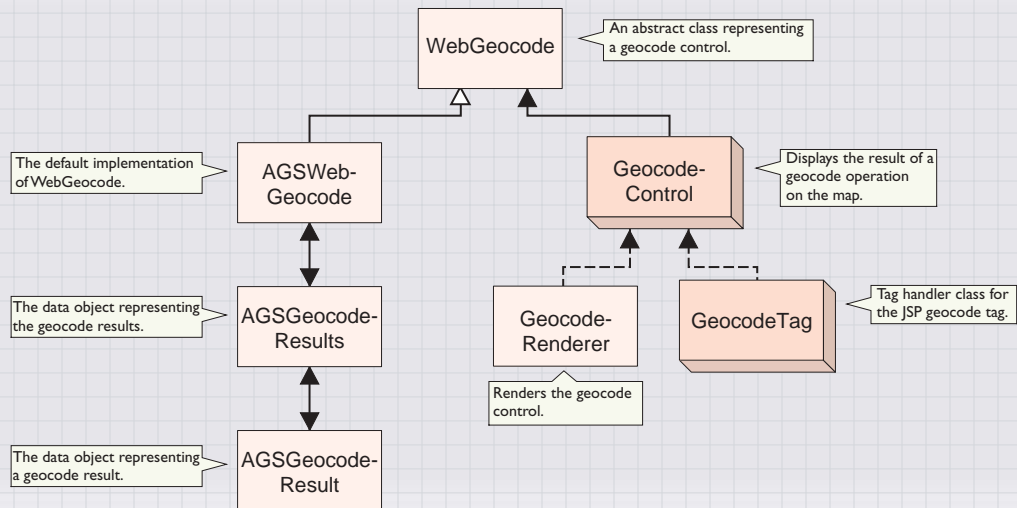 WebGeocode
An abstract class representing
a geocode control.
The default implementation
of WebGeocode.
AGSWeb-
Geocode
Geocode-
Control
Displays the result of a
geocode operation
on the map.
The data object representing
the geocode results.
AGSGeocode-
Results
Geocode-
Renderer
GeocodeTag
Tag handler class for
the JSP geocode tag.
Renders the geocode
control.
The data object representing
a geocode result.
AGSGeocode-
Result